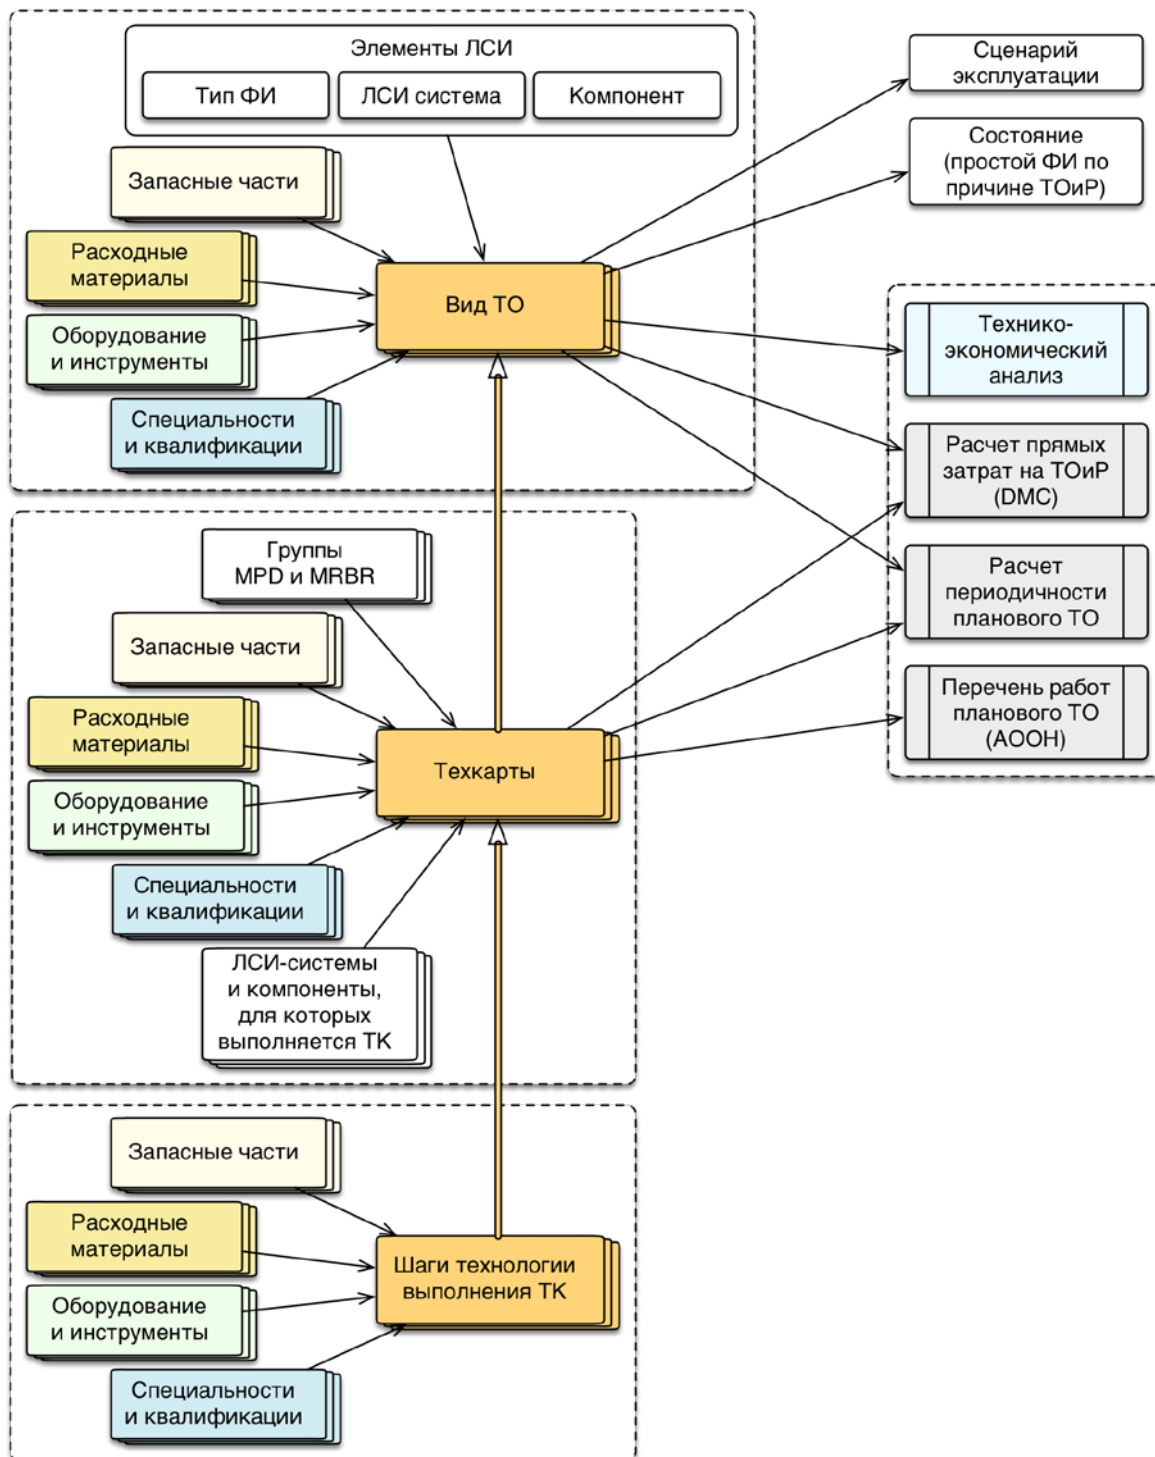 Элементы ЛСИ
Тип ФИ
ЛСИ система
Компонент
Сценарий
эксплуатации
Состояние
(простой ФИ по
причине ТОиР)
Запасные части
Расходные
материалы
Оборудование
и инструменты
Специальности
и квалификации
Вид ТО
Технико-
экономический
анализ
Расчет прямых
затрат на ТОиР
(DMC)
Расчет
периодичности
планового ТО
Перечень работ
планового ТО
(АООН)
Группы
MPD и MRBR
Запасные части
Расходные
материалы
Оборудование
и инструменты
Специальности
и квалификации
ЛСИ-системы
и компоненты,
для которых
выполняется ТК
Техкарты
Запасные части
Расходные
материалы
Оборудование
и инструменты
Специальности
и квалификации
Шаги технологии
выполнения ТК